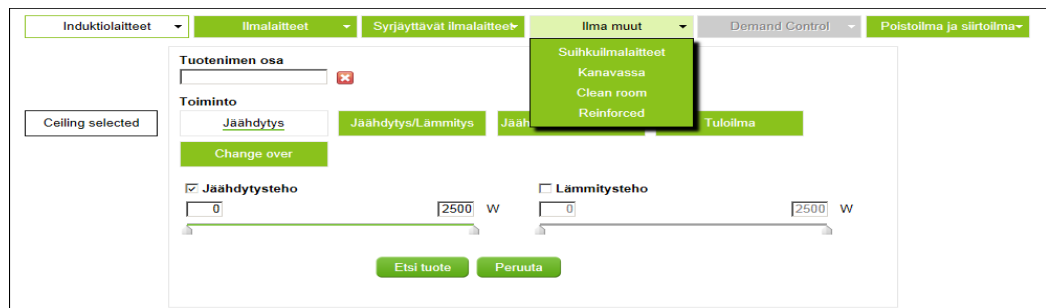 Induktiolaitteet
Ilmalaitteet
Syrjäyttävät ilmalaitteet
Ilma muut
Demand Control
Poistoilma ja siirtoilma
Suihkuilmalaitteet
Kanavassa
Clean room
Reinforced
Tuotenimen osa
Toiminto
Ceiling selected
Jäähdytys
Jäähdytys/Lämmitys
Tuloilma
Change over
Jäähdytysteho
Lämmitysteho
0
2500 W
0
2500 W
Etsi tuote
Peruuta